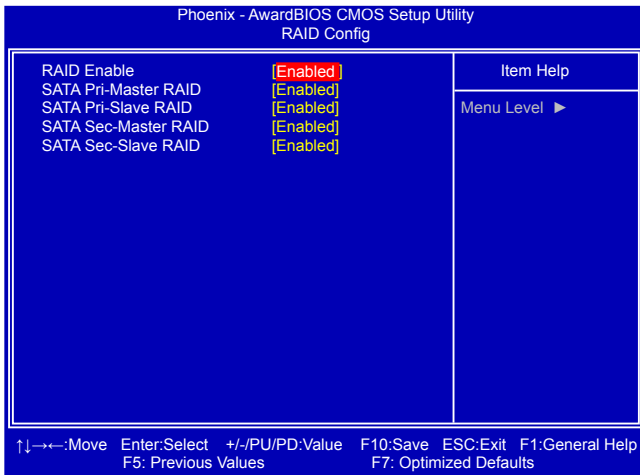 Phoenix - AwardBIOS CMOS Setup Utility
RAID Config
RAID Enable [Enabled]
SATA Pri-Master RAID [Enabled]
SATA Pri-Slave RAID [Enabled]
SATA Sec-Master RAID [Enabled]
SATA Sec-Slave RAID [Enabled]
Item Help
Menu Level ►
↑↓→←:Move Enter:Select +/-/PU/PD:Value F10:Save ESC:Exit F1:General Help
F5: Previous Values F7: Optimized Defaults